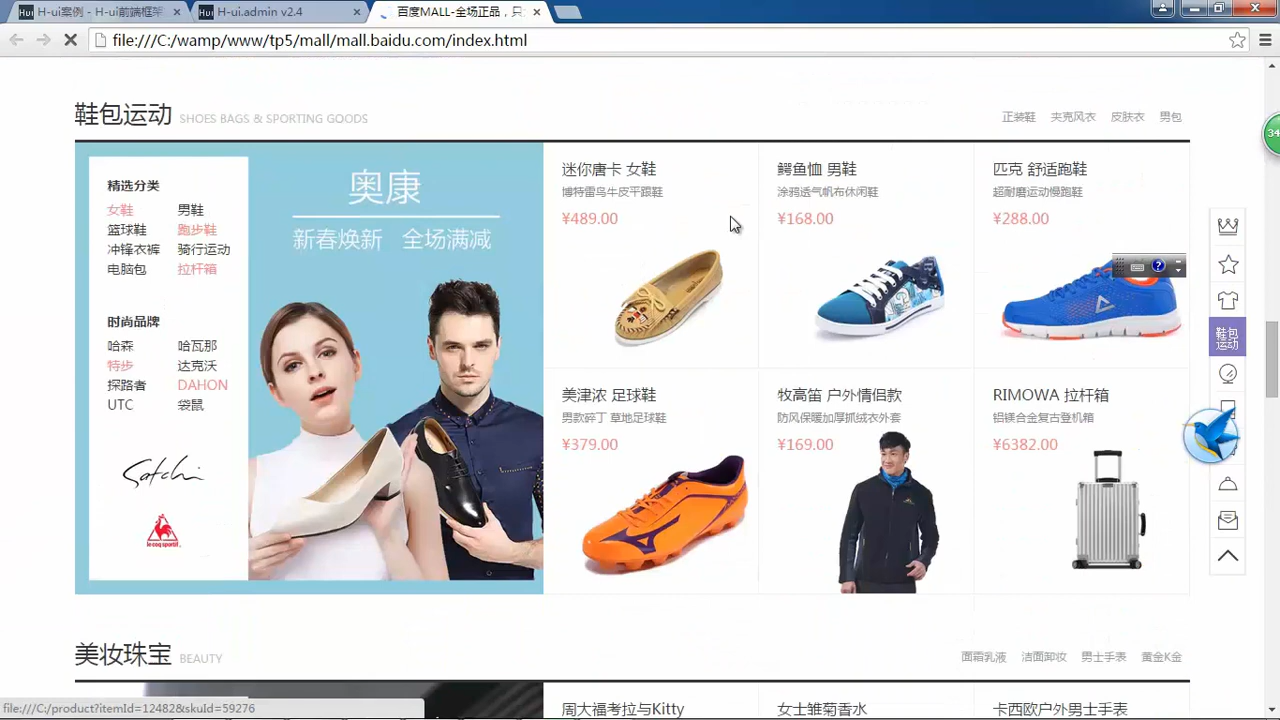 H-ui案例 - H-ui前端框架
H-ui.admin v2.4
百度MALL-全场正品，只
file:///C:/wamp/www/tp5/mall/mall.baidu.com/index.html
鞋包运动 SHOES BAGS & SPORTING GOODS
正装鞋 夹克风衣 皮肤衣 男包
精选分类
女鞋 男鞋
篮球鞋 跑步鞋
冲锋衣裤 骑行运动
电脑包 拉杆箱
时尚品牌
哈森 哈瓦那
特步 达克沃
探路者 DAHON
UTC 袋鼠
Satchi
le coq sportif
奥康
新春焕新 全场满减
迷你唐卡 女鞋
博特雷鸟牛皮平跟鞋
¥489.00
鳄鱼恤 男鞋
涂鸦透气帆布休闲鞋
¥168.00
匹克 舒适跑鞋
超耐磨运动慢跑鞋
¥288.00
美津浓 足球鞋
男款碎丁 草地足球鞋
¥379.00
牧高笛 户外情侣款
防风保暖加厚抓绒衣外套
¥169.00
RIMOWA 拉杆箱
铝镁合金复古登机箱
¥6382.00
34
鞋包
运动
美妆珠宝 BEAUTY
面霜乳液 洁面卸妆 男士手表 黄金K金
周大福考拉与Kitty
女士新雅香水
卡西欧户外男士手表
file:///C:/product?itemId=124828&skuId=59276